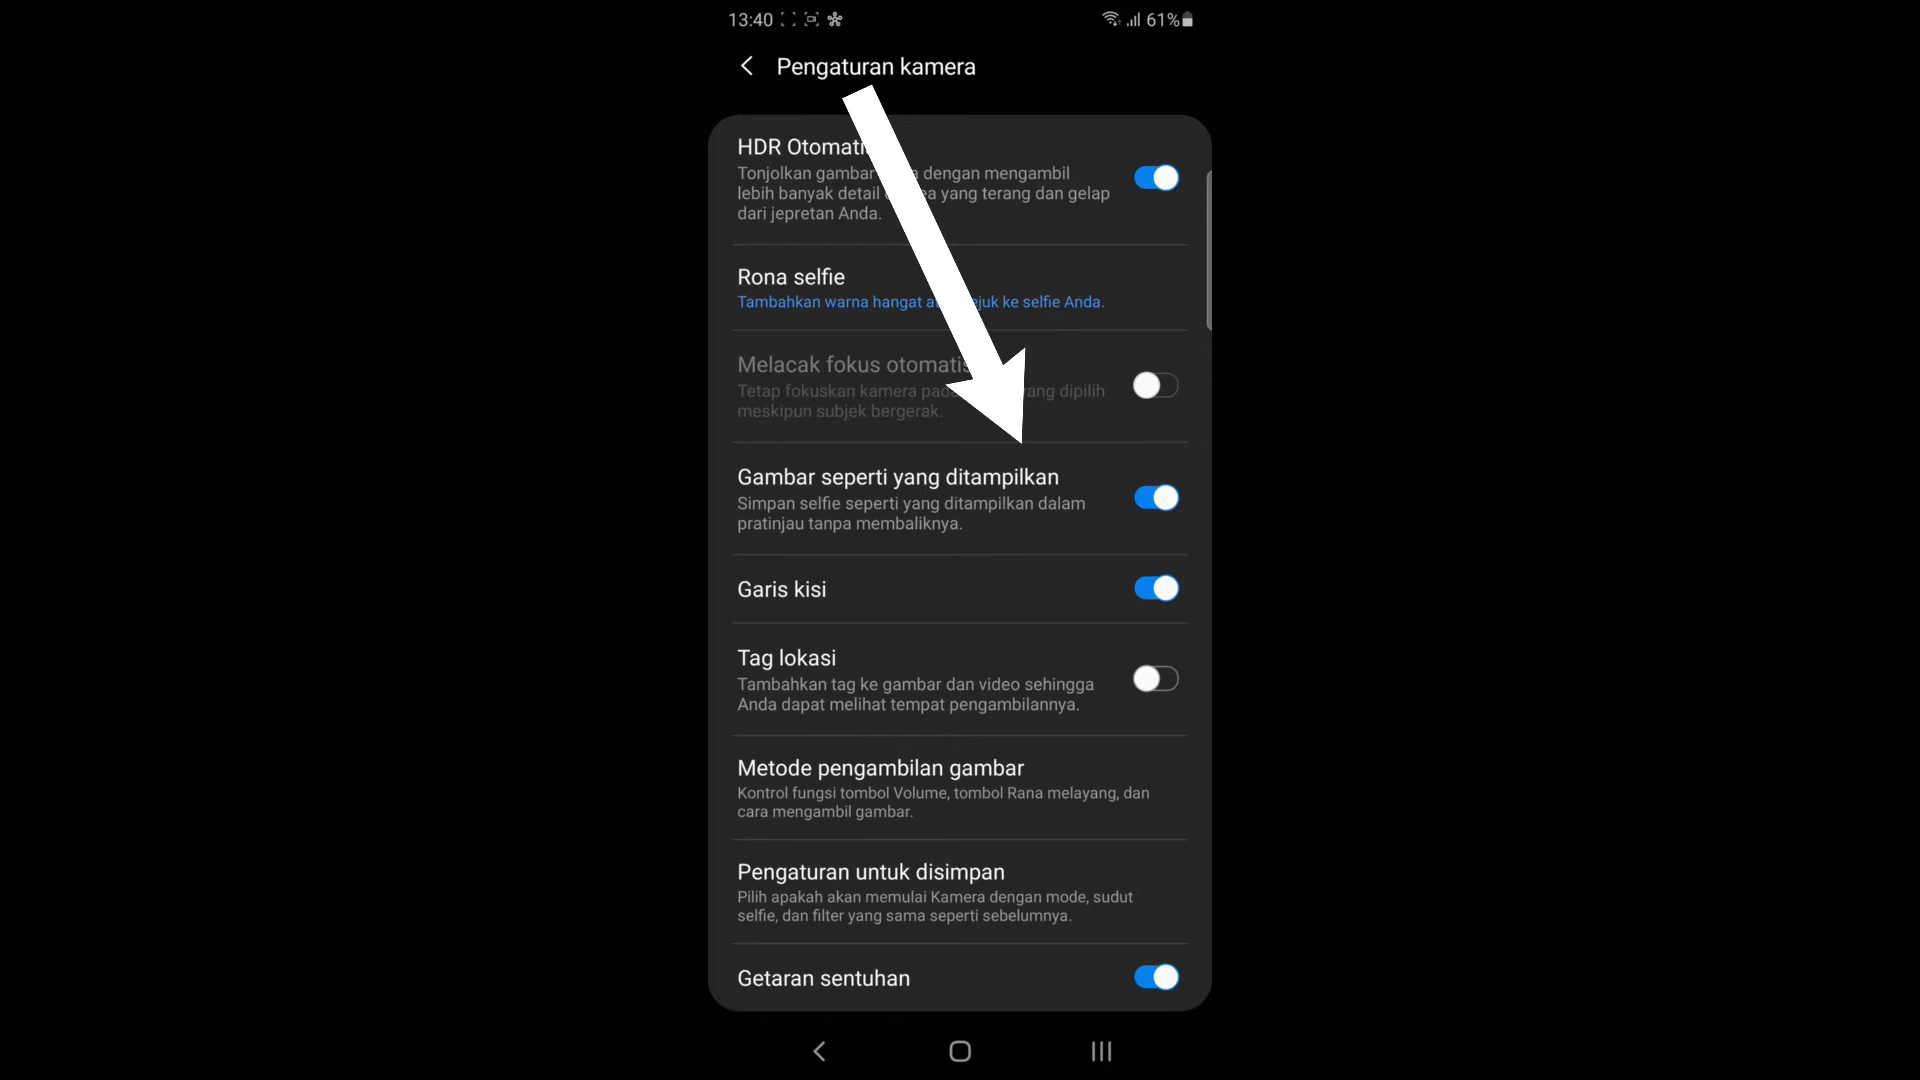 13:40 61%
Pengaturan kamera
HDR
Tonjolkan gambar dengan mengambil
lebih banyak detail yang terang dan gelap
dari jepretan Anda.
Rona selfie
Tambahkan warna hangat ke selfie Anda.
Melacak fokus
Tetap fokuskan kamera yang dipilih
meskipun subjek bergerak.
Gambar seperti yang ditampilkan
Simpan selfie seperti yang ditampilkan dalam
pratinjau tanpa membaliknya.
Garis kisi
Tag lokasi
Tambahkan tag ke gambar dan video sehingga
Anda dapat melihat tempat pengambilannya.
Metode pengambilan gambar
Kontrol fungsi tombol Volume, tombol Rana melayang, dan
cara mengambil gambar.
Pengaturan untuk disimpan
Pilih apakah akan memulai Kamera dengan mode, sudut
selfie, dan filter yang sama seperti sebelumnya.
Getaran sentuhan